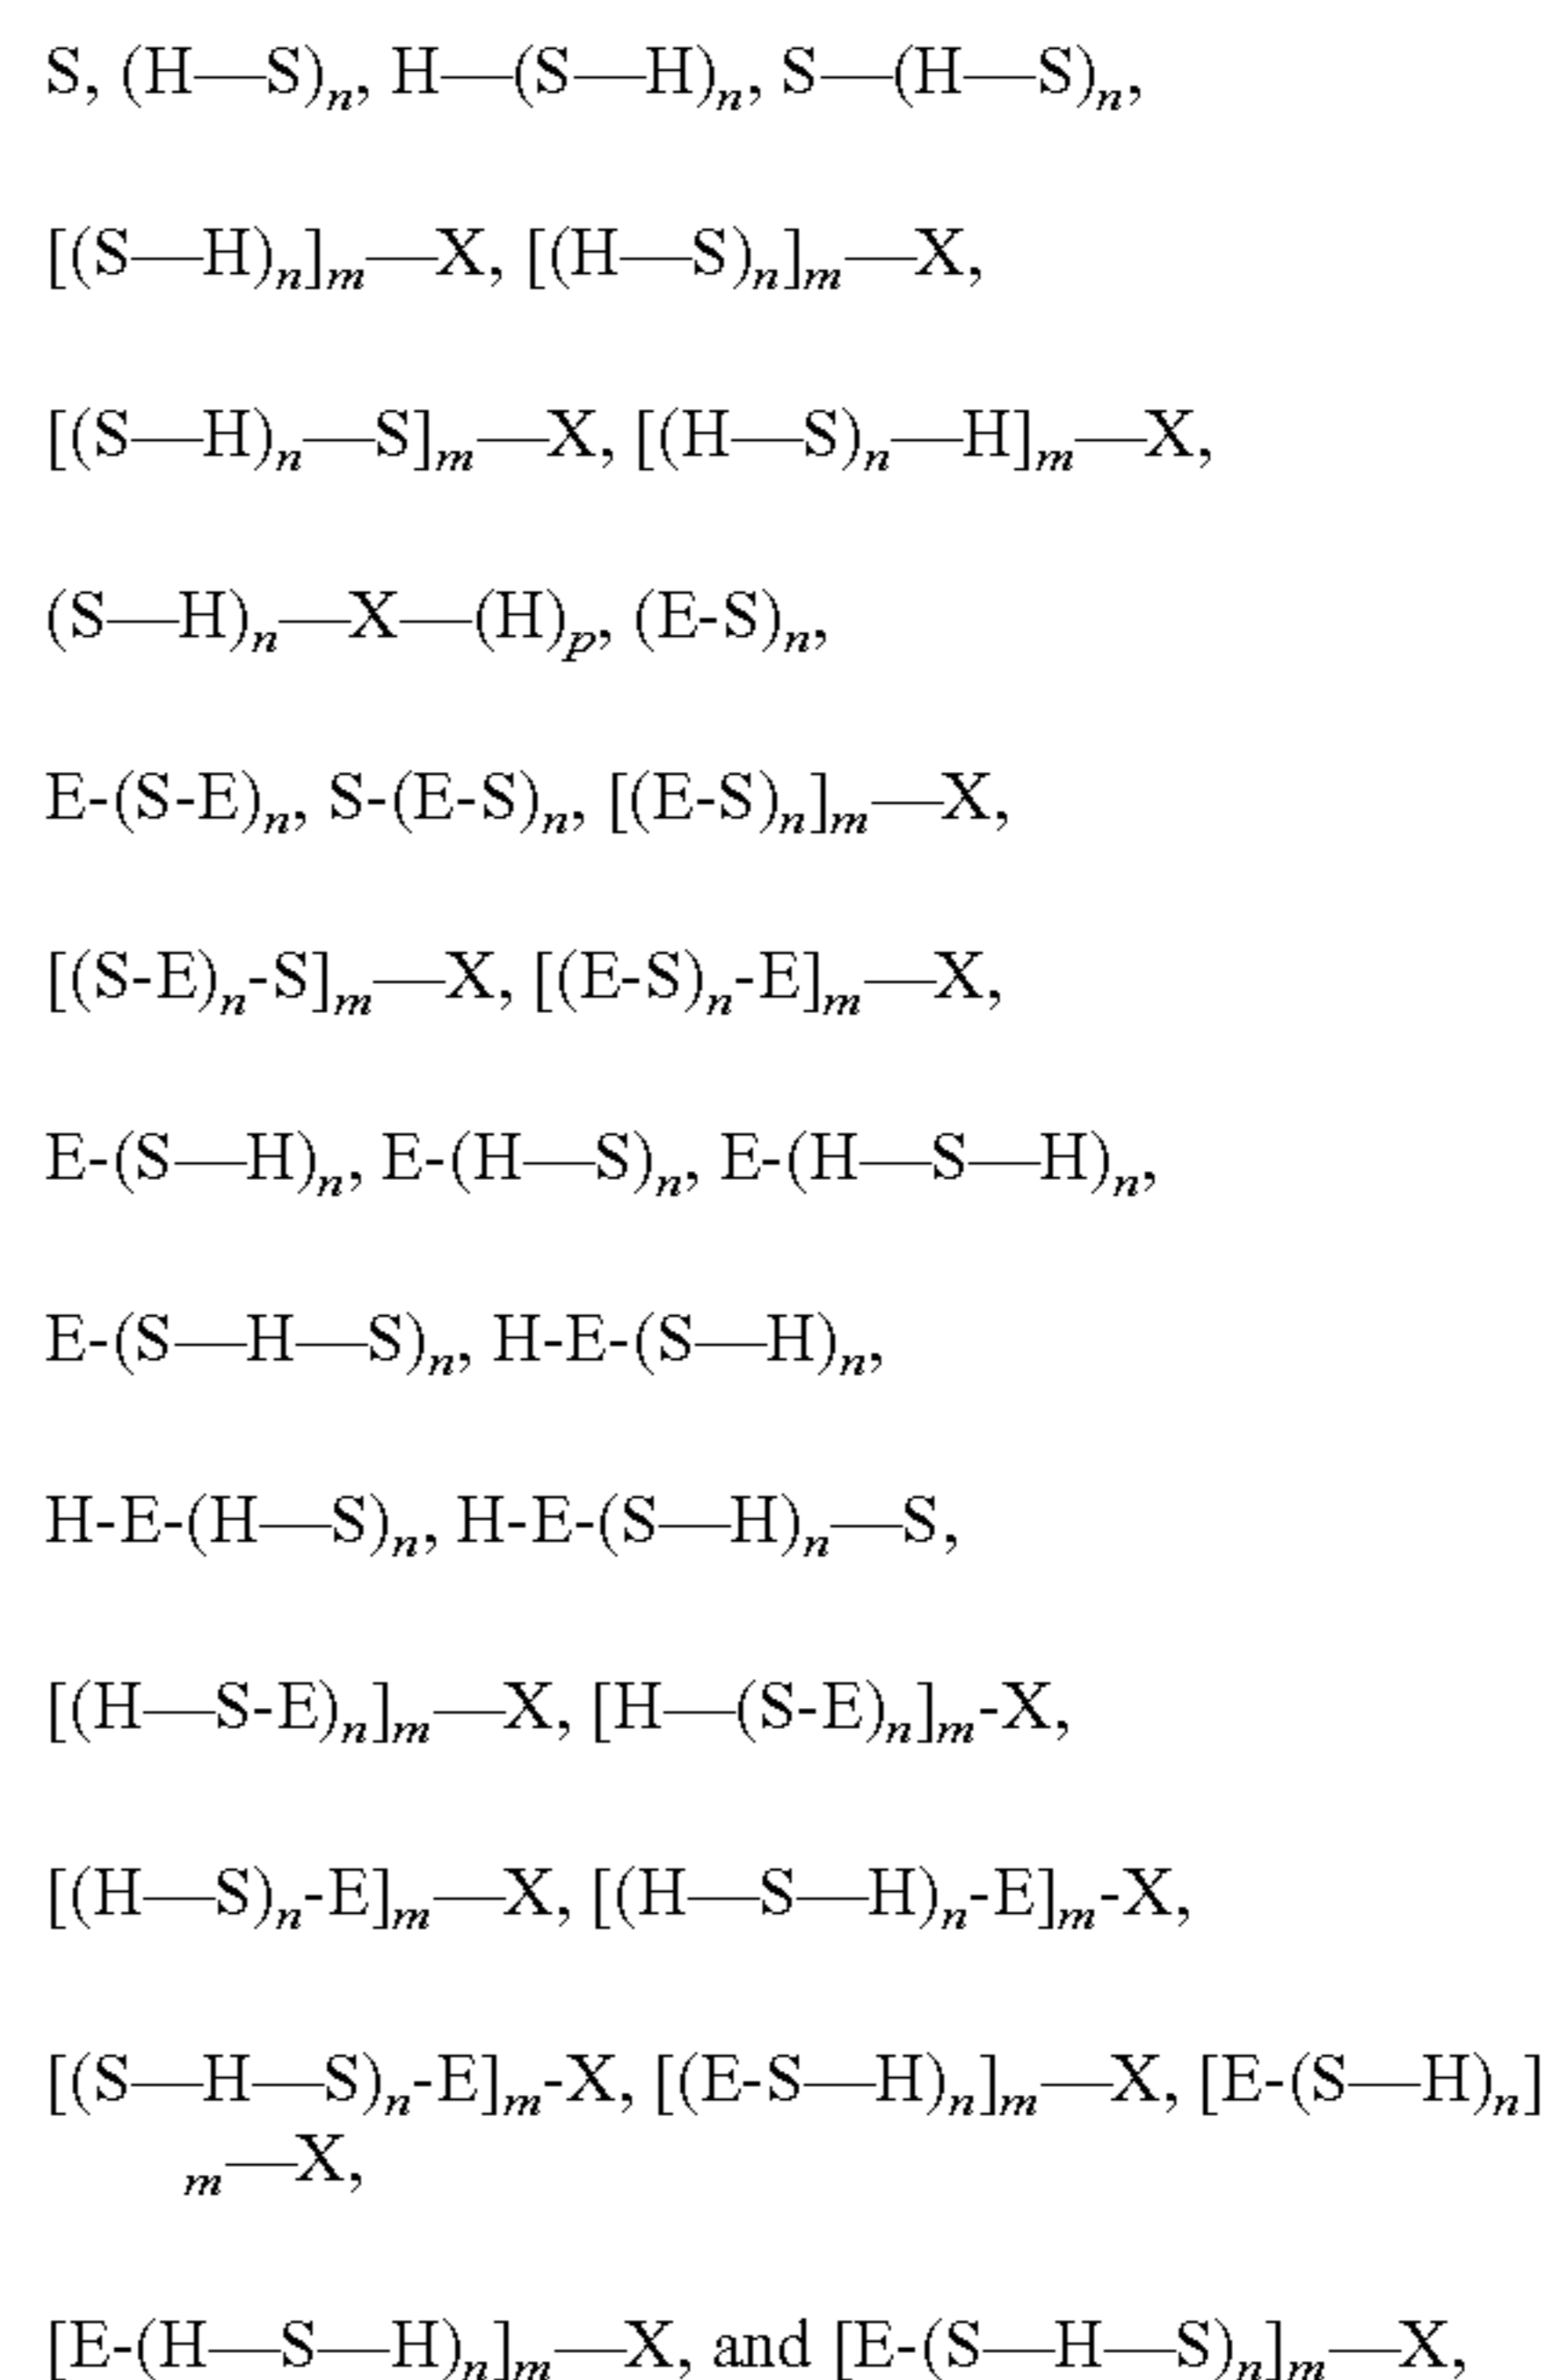 S, (H—S)n, H—(S—H)n, S—(H—S)n,
[(S—H)n]m—X, [(H—S)n]m—X,
[(S—H)n—S]m—X, [(H—S)n—H]m—X,
(S—H)n—X—(H)p, (E-S)n,
E-(S-E)n, S-(E-S)n, [(E-S)n]m—X,
[(S-E)n-S]m—X, [(E-S)n-E]m—X,
E-(S—H)n, E-(H—S)n, E-(H—S—H)n,
E-(S—H—S)n, H-E-(S—H)n,
H-E-(H—S)n, H-E-(S—H)n—S,
[(H—S-E)n]m—X, [H—(S-E)n]m-X,
[(H—S)n-E]m—X, [(H—S—H)n-E]m-X,
[(S—H—S)n-E]m-X, [(E-S—H)n]m—X, [E-(S—H)n]
m—X,
[E-(H—S—H)n]m—X, and [E-(S—H—S)n]m—X,